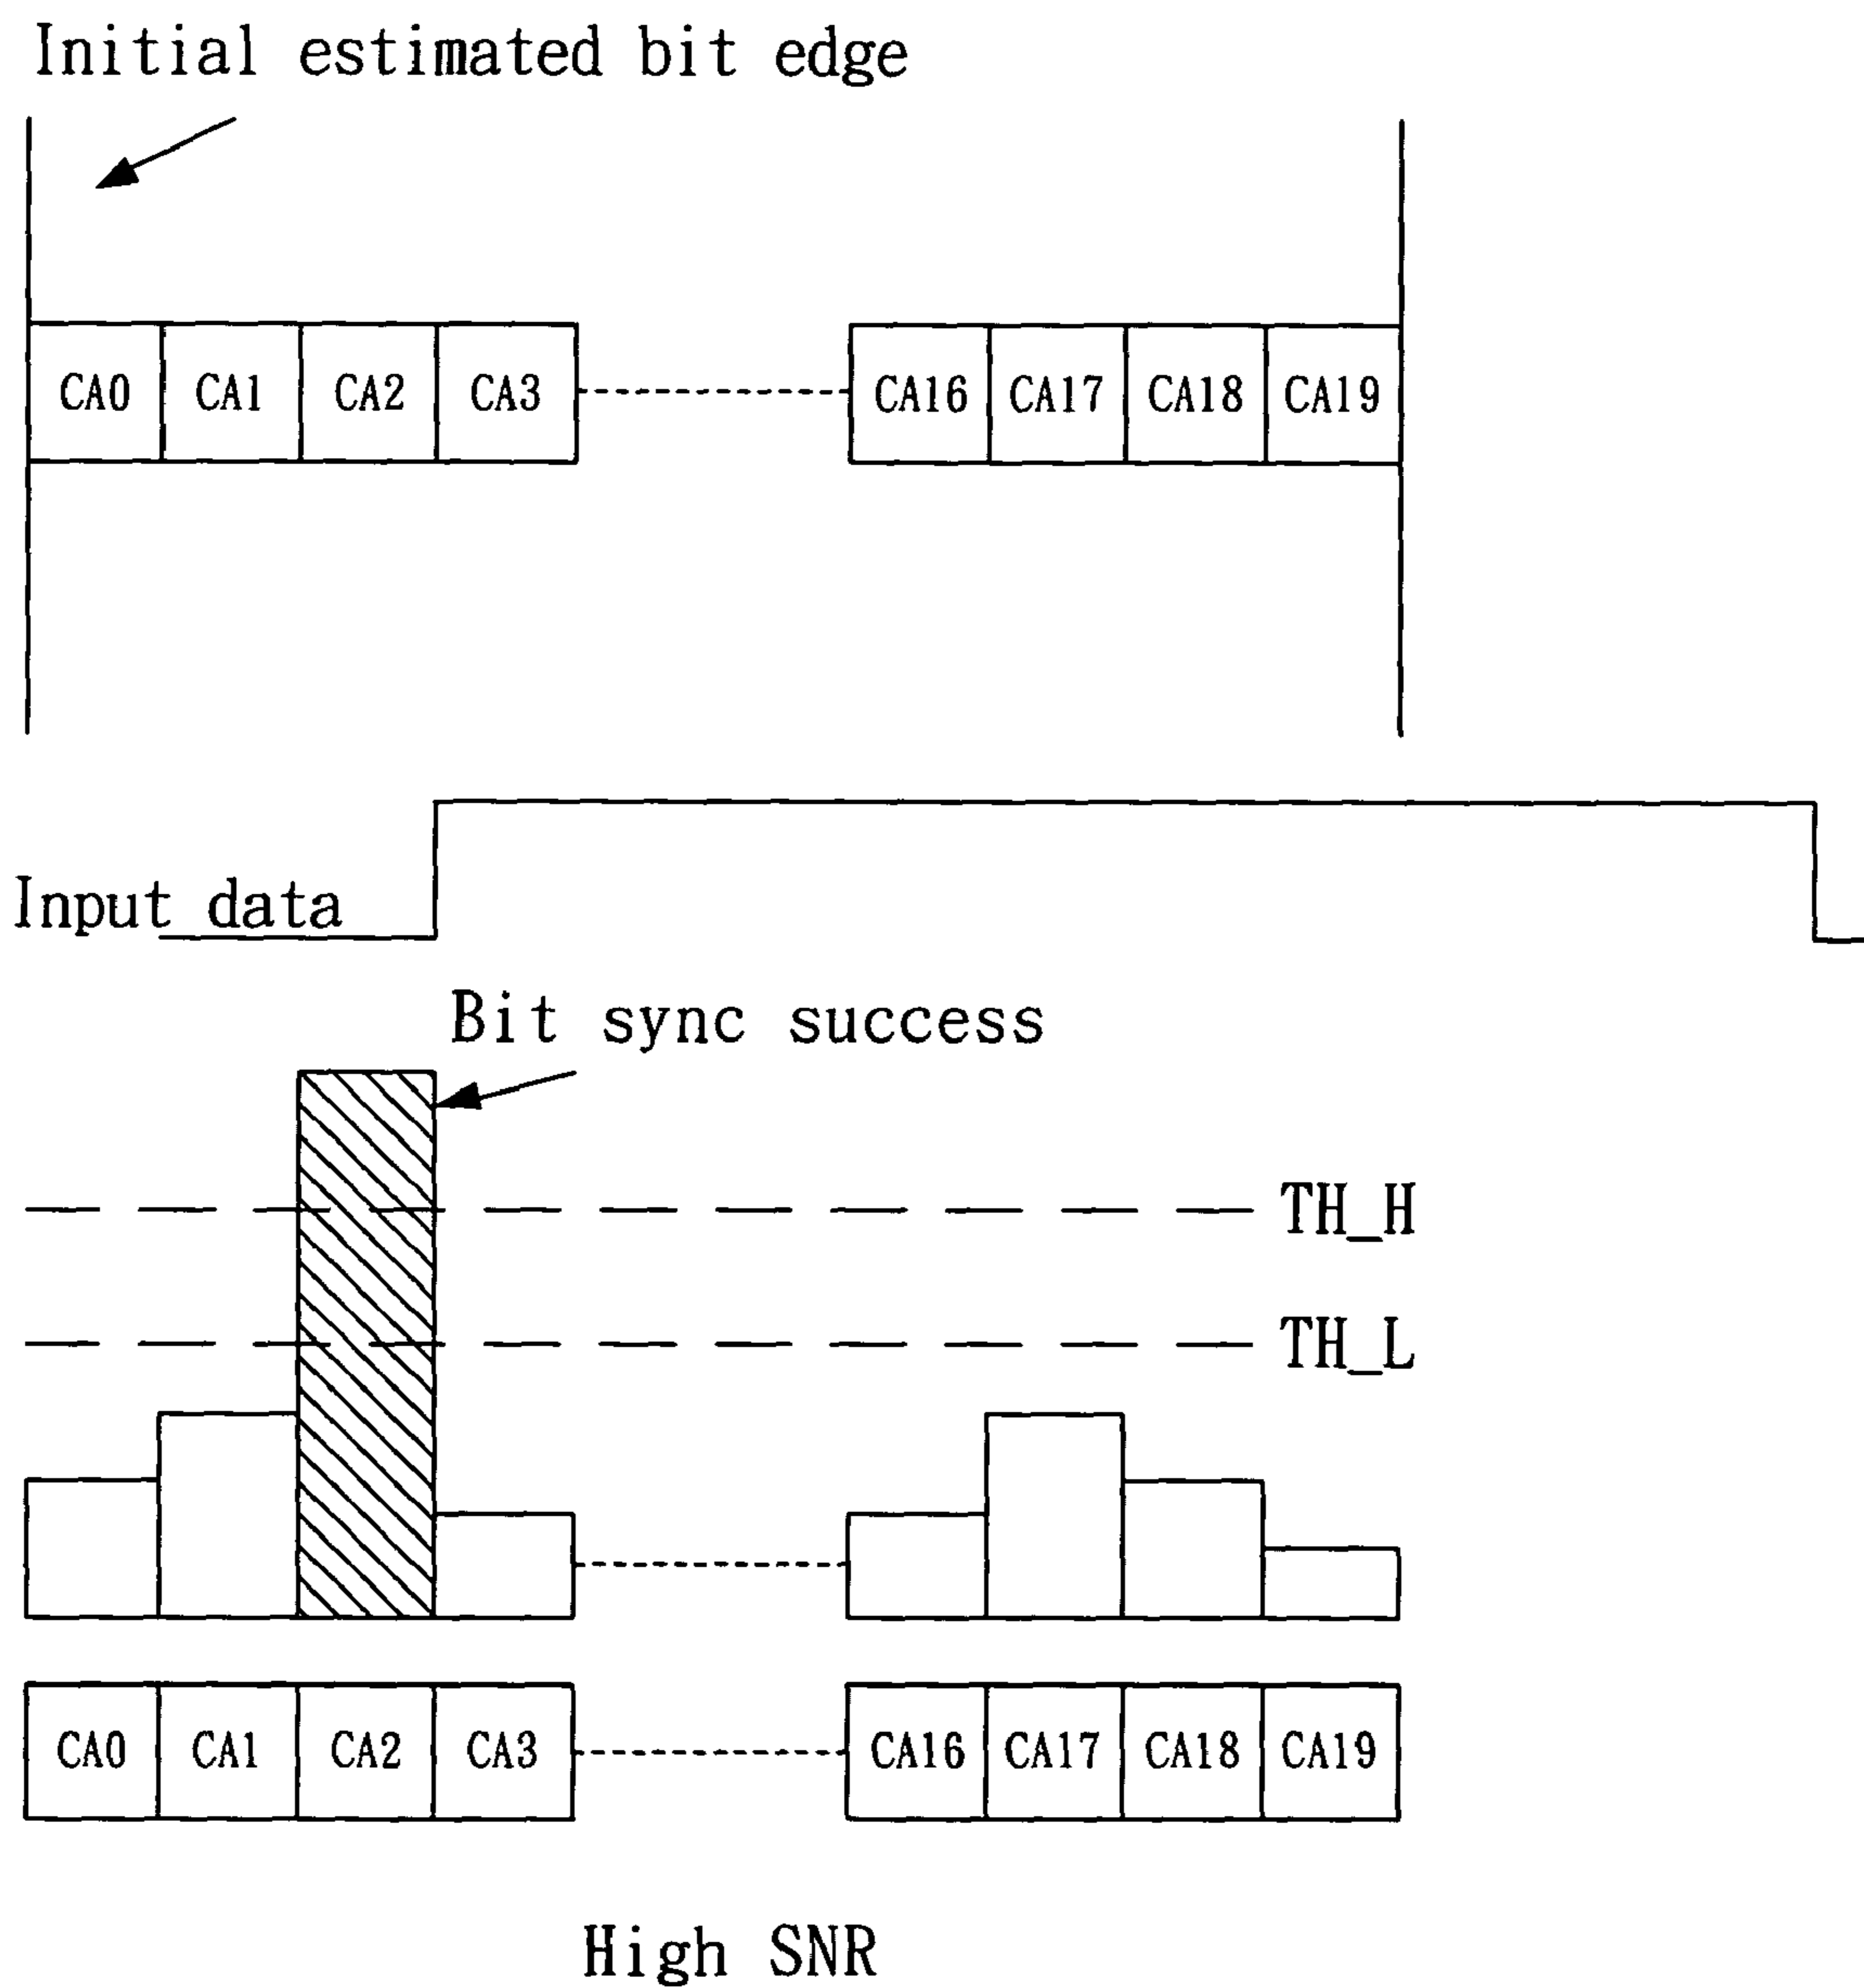 Initial estimated bit edge
CA0 CA1 CA2 CA3 CA16 CA17 CA18 CA19
Input data
Bit sync success
TH_H
TH_L
CA0 CA1 CA2 CA3 CA16 CA17 CA18 CA19
High SNR